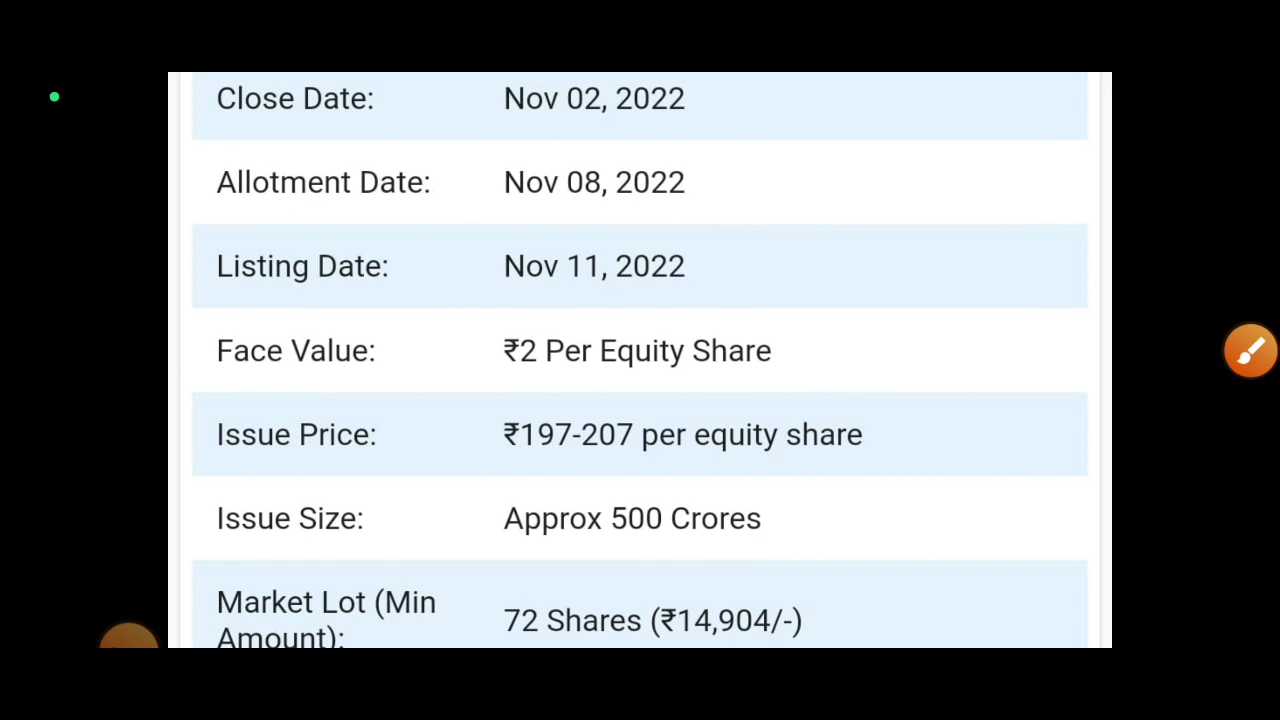 Close Date: Nov 02, 2022
Allotment Date: Nov 08, 2022
Listing Date: Nov 11, 2022
Face Value: ₹2 Per Equity Share
Issue Price: ₹197-207 per equity share
Issue Size: Approx 500 Crores
Market Lot (Min
Amount): 72 Shares (₹14,904/-)